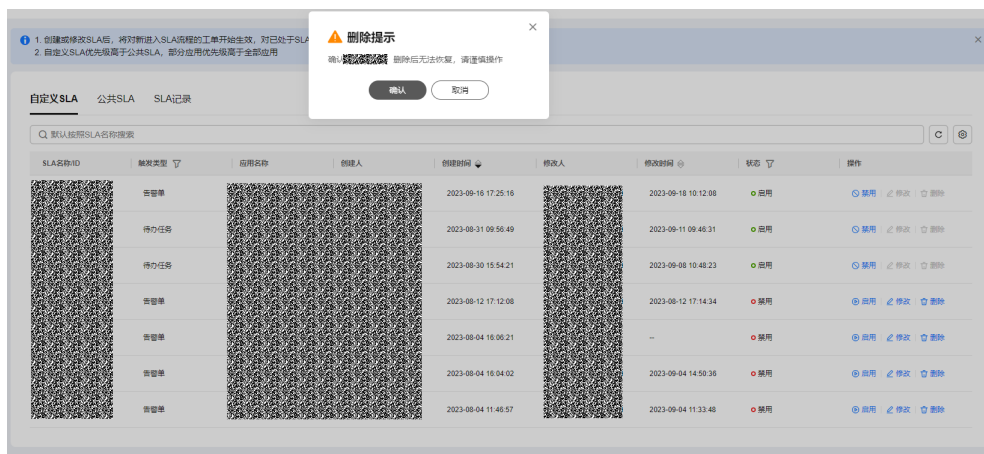 1. 创建或修改SLA后，将对新进入SLA流程的工单开始生效，对已处于SLA
2. 自定义SLA优先级高于公共SLA，部分应用优先级高于全部应用
删除提示
确认 删除后无法恢复，请谨慎操作
确认 取消
自定义SLA 公共SLA SLA记录
默认按照SLA名称搜索
SLA名称/ID 触发类型 应用名称 创建人 创建时间 修改人 修改时间 状态 操作
告警单 2023-09-16 17:25:16 2023-09-18 10:12:08 启用 禁用 修改 删除
待办任务 2023-08-31 09:56:49 2023-09-11 09:46:31 启用 禁用 修改 删除
待办任务 2023-08-30 15:54:21 2023-09-08 10:48:23 启用 禁用 修改 删除
告警单 2023-08-12 17:12:08 2023-08-12 17:14:34 禁用 启用 修改 删除
告警单 2023-08-04 16:06:21 -- 禁用 启用 修改 删除
告警单 2023-08-04 16:04:02 2023-09-04 14:50:36 禁用 启用 修改 删除
告警单 2023-08-04 11:46:57 2023-09-04 11:33:48 禁用 启用 修改 删除